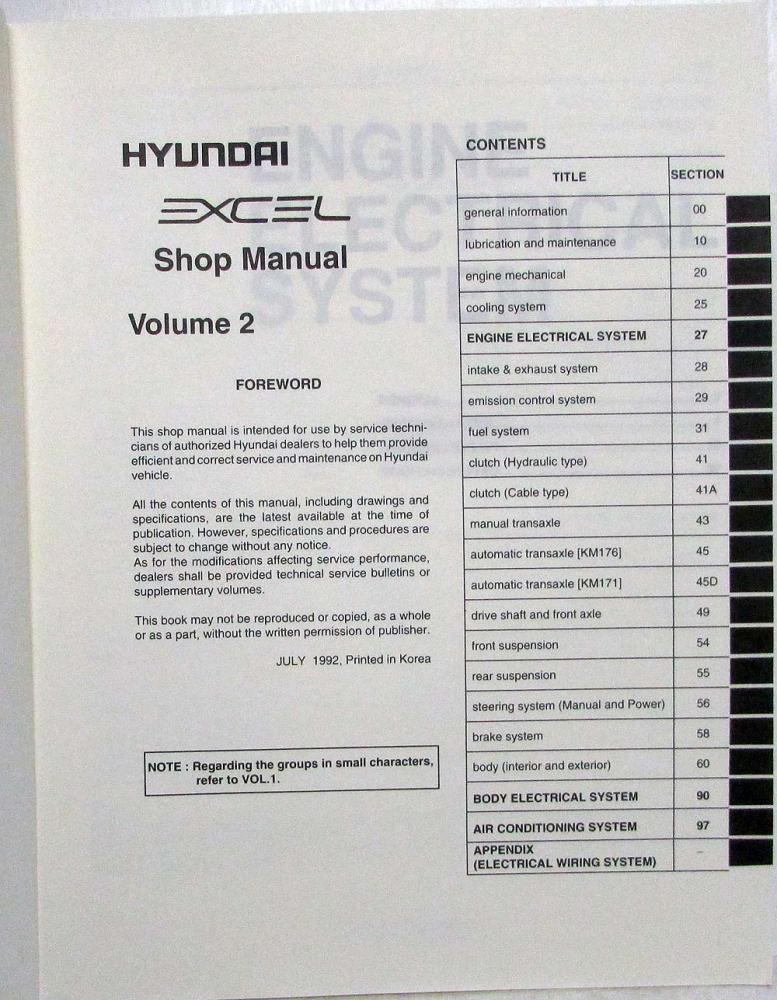 HYUNDAI
EXCEL
Shop Manual
Volume 2
FOREWORD
This shop manual is intended for use by service techni-
cians of authorized Hyundai dealers to help them provide
efficient and correct service and maintenance on Hyundai
vehicle.
All the contents of this manual, including drawings and
specifications, are the latest available at the time of
publication. However, specifications and procedures are
subject to change without any notice.
As for the modifications affecting service performance,
dealers shall be provided technical service bulletins or
supplementary volumes.
This book may not be reproduced or copied, as a whole
or as a part, without the written permission of publisher.
JULY 1992, Printed in Korea
NOTE : Regarding the groups in small characters,
refer to VOL.1.
CONTENTS
TITLE SECTION
general information 00
lubrication and maintenance 10
engine mechanical 20
cooling system 25
ENGINE ELECTRICAL SYSTEM 27
intake & exhaust system 28
emission control system 29
fuel system 31
clutch (Hydraulic type) 41
clutch (Cable type) 41A
manual transaxle 43
automatic transaxle [KM176] 45
automatic transaxle [KM171] 45D
drive shaft and front axle 49
front suspension 54
rear suspension 55
steering system (Manual and Power) 56
brake system 58
body (interior and exterior) 60
BODY ELECTRICAL SYSTEM 90
AIR CONDITIONING SYSTEM 97
APPENDIX –
(ELECTRICAL WIRING SYSTEM)
ENGINE
ELECTRICAL
SYSTEM